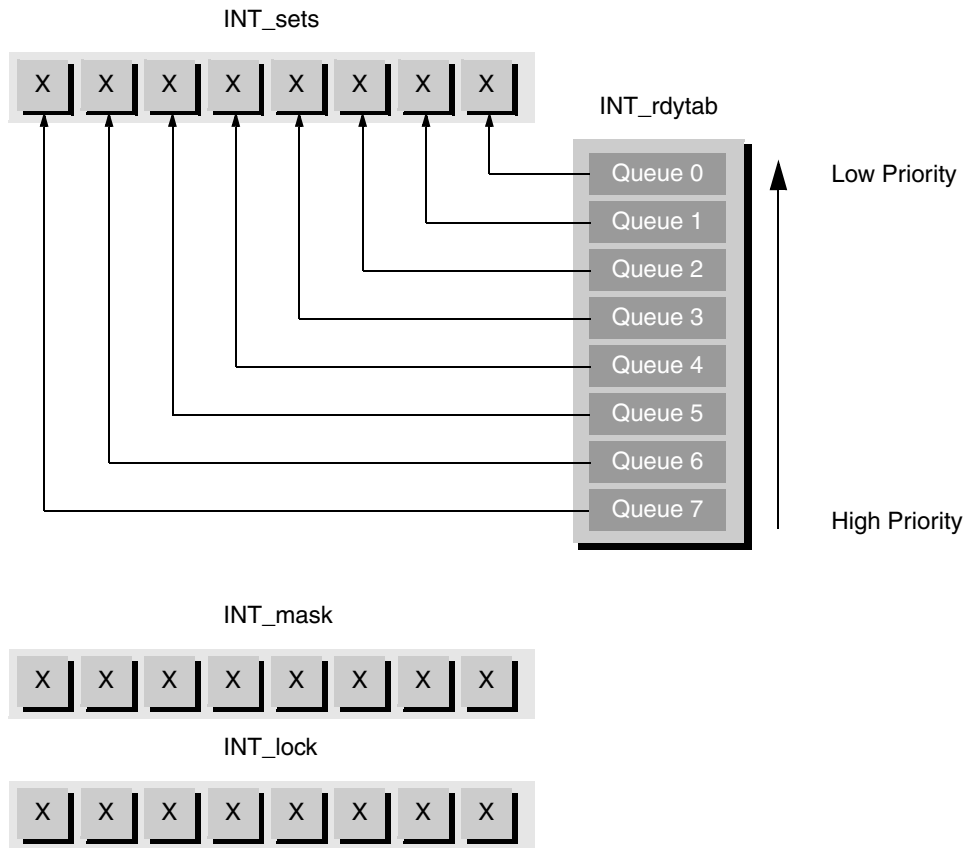 INT_sets
X X X X X X X X
INT_rdytab
Queue 0
Queue 1
Queue 2
Queue 3
Queue 4
Queue 5
Queue 6
Queue 7
Low Priority
High Priority
INT_mask
X X X X X X X X
INT_lock
X X X X X X X X